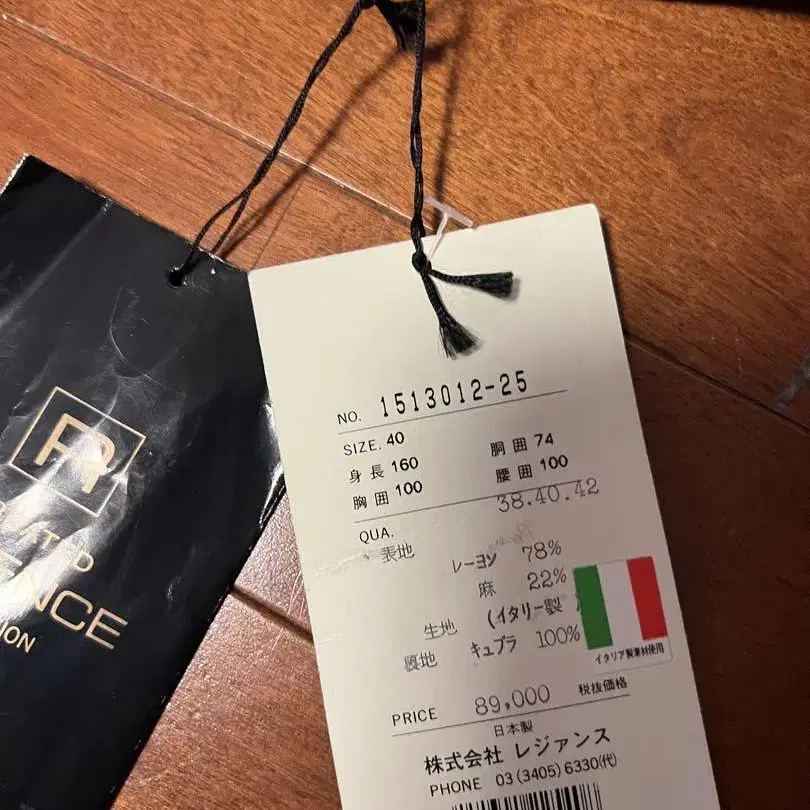 R
ENCE
ION
NO. 1513012-25
SIZE. 40
身長 160 胴囲 74
胸囲 100 腰囲 100
38.40.42
QUA.
表地 レーヨン 78%
麻 22%
生地 (イタリー製
裏地 キュプラ 100%
イタリア製素材使用
PRICE 89,000 税抜価格
日本製
株式会社 レジァンス
PHONE 03(3405)6330(代)